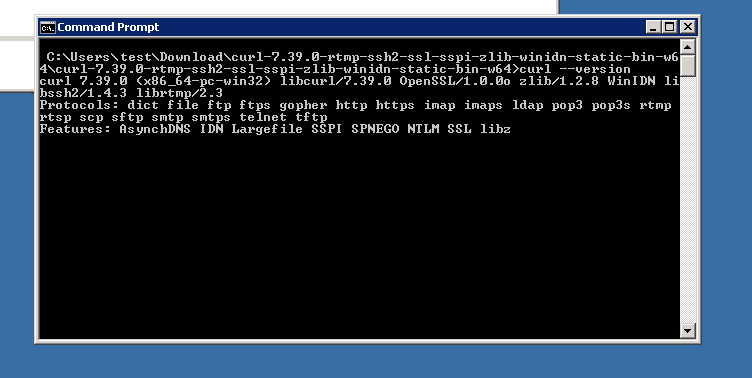 Command Prompt
C:\Users\test\Download\curl-7.39.0-rtmp-ssh2-ssl-sspi-zlib-winidn-static-bin-w6
4\curl-7.39.0-rtmp-ssh2-ssl-sspi-zlib-winidn-static-bin-w64>curl --version
curl 7.39.0 (x86_64-pc-win32) libcurl/7.39.0 OpenSSL/1.0.0o zlib/1.2.8 WinIDN li
bssh2/1.4.3 librtmp/2.3
Protocols: dict file ftp ftps gopher http https imap imaps ldap pop3 pop3s rtmp
rtsp scp sftp smtp smtps telnet tftp
Features: AsynchDNS IDN Largefile SSPI SPNEGO NTLM SSL libz